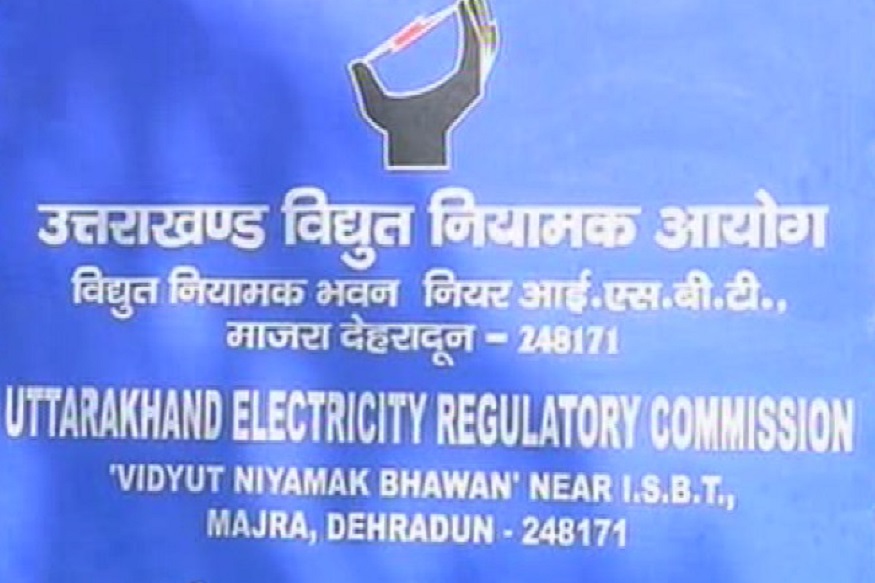 उत्तराखण्ड विद्युत नियामक आयोग
विद्युत नियामक भवन नियर आई.एस.बी.टी.,
माजरा देहरादून - 248171
UTTARAKHAND ELECTRICITY REGULATORY COMMISSION
'VIDYUT NIYAMAK BHAWAN' NEAR I.S.B.T.,
MAJRA, DEHRADUN - 248171